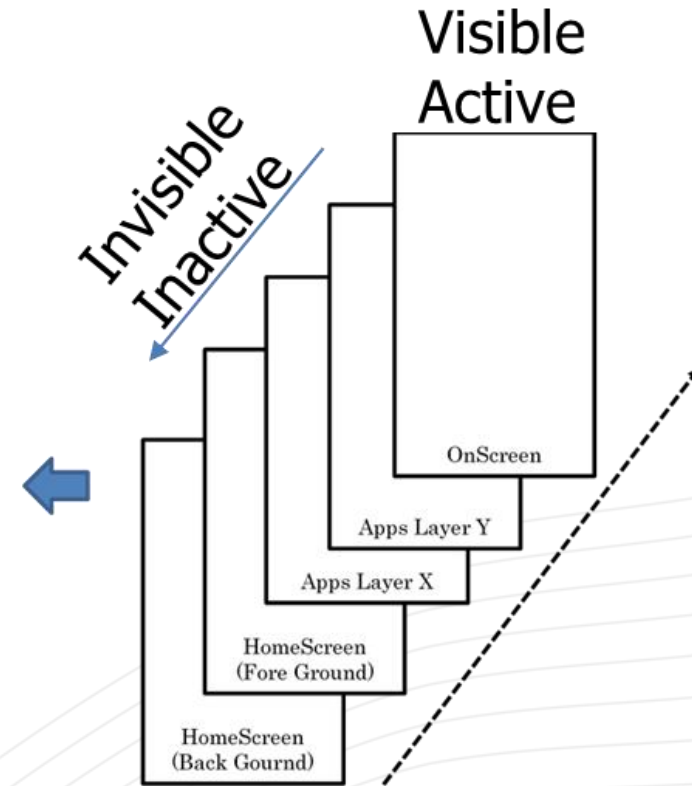 Visible
Active
Invisible
Inactive
OnScreen
Apps Layer Y
Apps Layer X
HomeScreen
(Fore Ground)
HomeScreen
(Back Gournd)